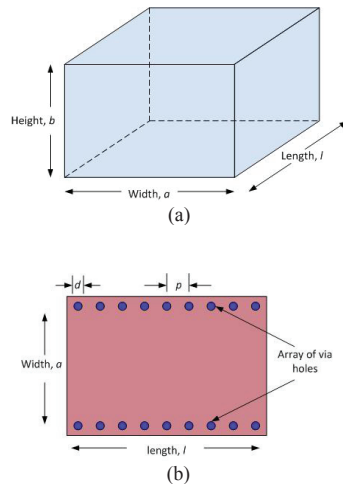 Height, b
Length, l
Width, a
(a)
d
p
Width, a
Array of via
holes
length, l
(b)